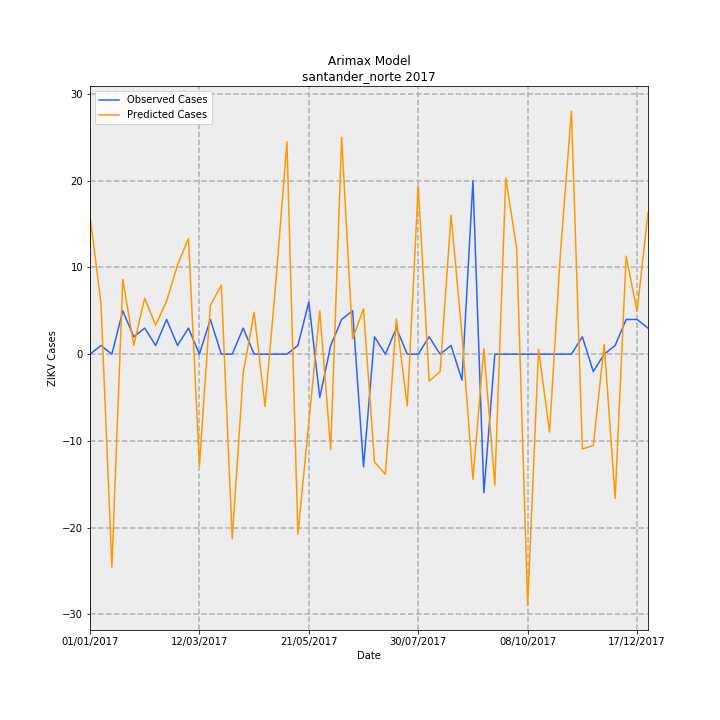 Arimax Model
santander_norte 2017
Observed Cases
Predicted Cases
30
20
10
0
−10
−20
−30
ZIKV Cases
01/01/2017 12/03/2017 21/05/2017 30/07/2017 08/10/2017 17/12/2017
Date